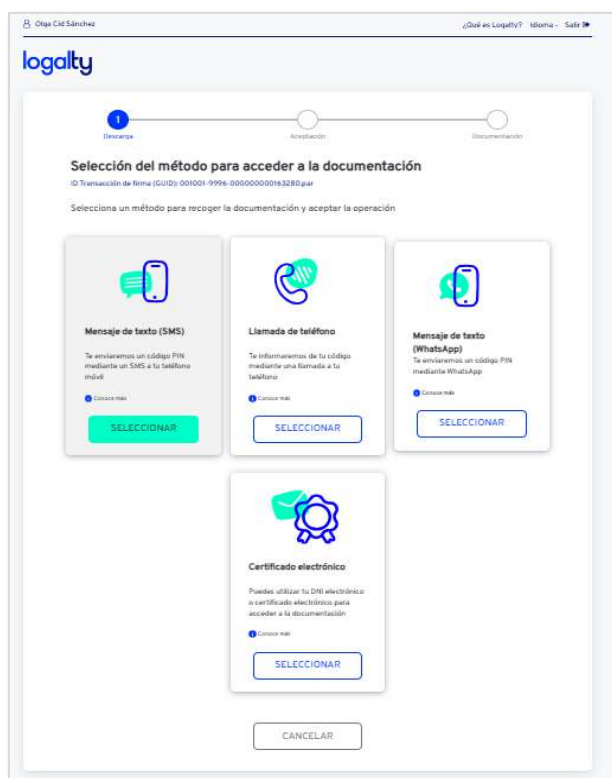 Olga Cid Sánchez
¿Qué es Logalty? Idioma - Salir
logalty
1
Descarga
Aceptación
Documentación
Selección del método para acceder a la documentación
ID Transacción de firma (GUID): 001001-9996-000000000163280.par
Selecciona un método para recoger la documentación y aceptar la operación
Mensaje de texto (SMS)
Te enviaremos un código PIN
mediante un SMS a tu teléfono
móvil
Conoce más
SELECCIONAR
Llamada de teléfono
Te informaremos de tu código
mediante una llamada a tu
teléfono
Conoce más
SELECCIONAR
Mensaje de texto
(WhatsApp)
Te enviaremos un código PIN
mediante WhatsApp
Conoce más
SELECCIONAR
Certificado electrónico
Puedes utilizar tu DNI electrónico
o certificado electrónico para
acceder a la documentación
Conoce más
SELECCIONAR
CANCELAR